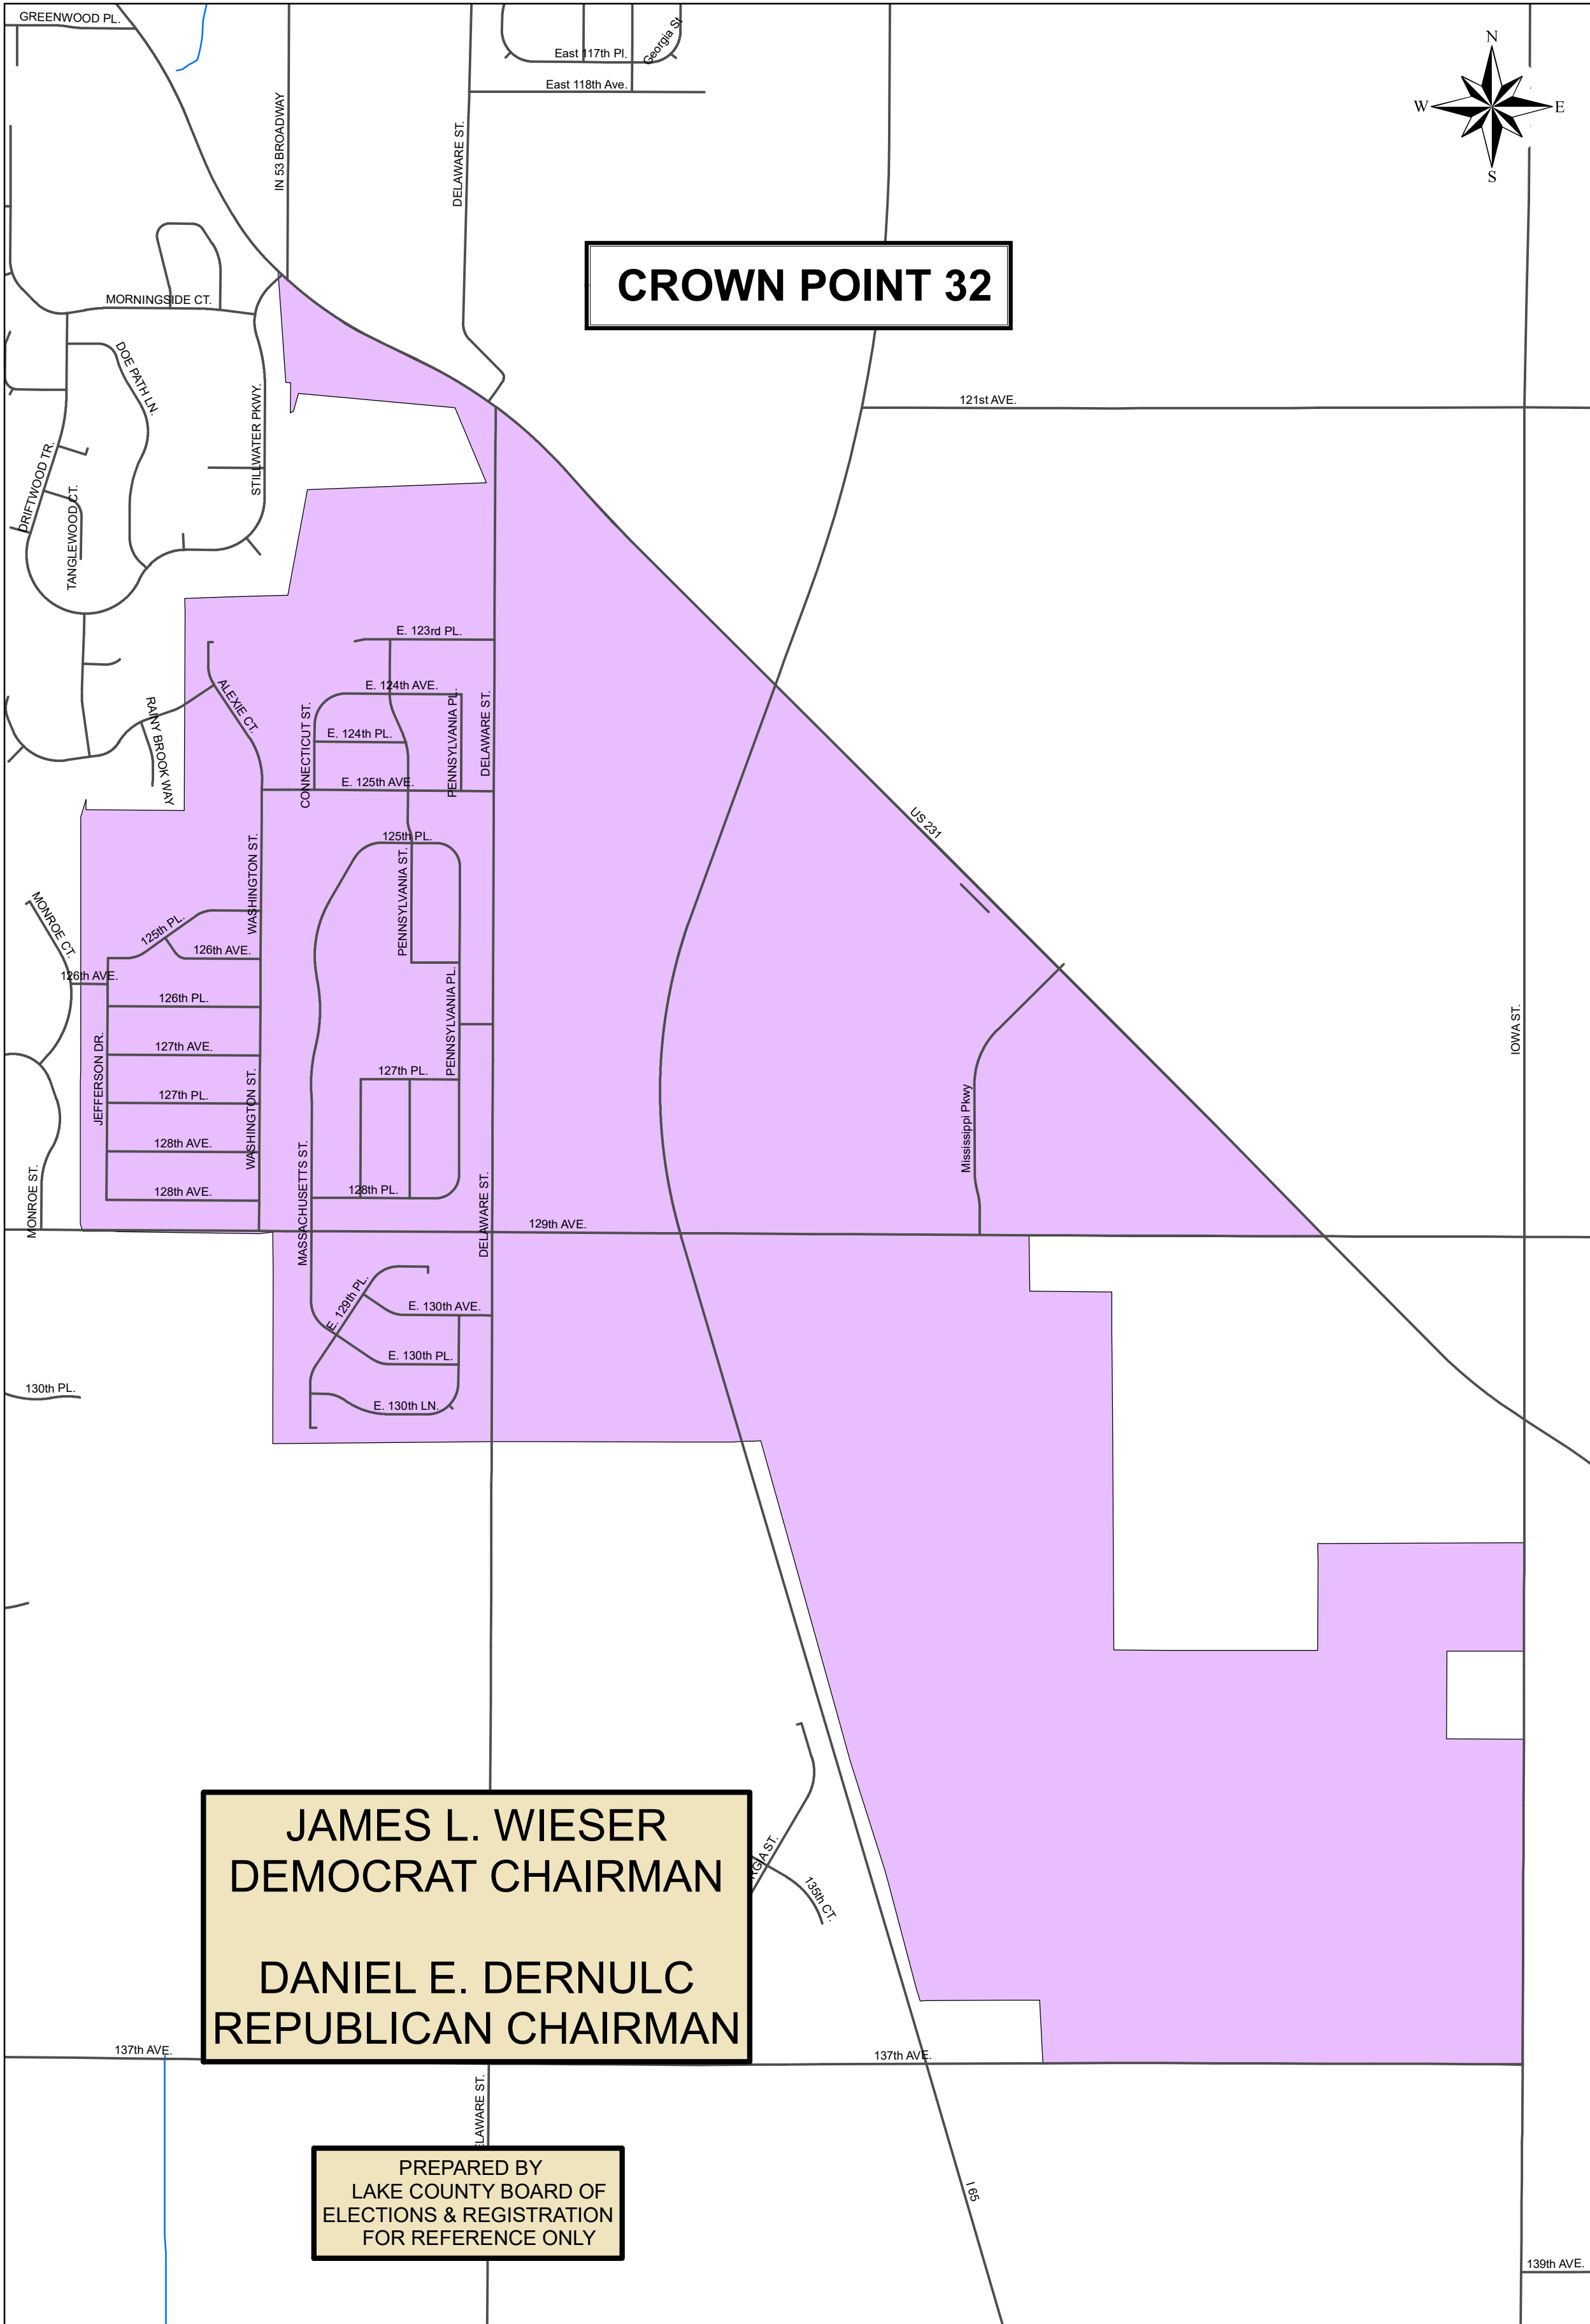 GREENWOOD PL.
East 117th Pl.
Georgia St.
East 118th Ave.
IN 53 BROADWAY
DELAWARE ST.
N
W
E
S
CROWN POINT 32
MORNINGSIDE CT.
DOE PATH LN.
STILLWATER PKWY.
121st AVE.
DRIFTWOOD TR.
TANGLEWOOD CT.
E. 123rd PL.
ALEXIE CT.
E. 124th AVE.
RAINY BROOK WAY
CONNECTICUT ST.
E. 124th PL.
PENNSYLVANIA PL.
DELAWARE ST.
E. 125th AVE.
US 231
125th PL.
WASHINGTON ST.
PENNSYLVANIA ST.
MONROE CT.
125th PL.
126th AVE.
126th AVE.
126th PL.
PENNSYLVANIA PL.
IOWA ST.
127th AVE.
JEFFERSON DR.
127th PL.
127th PL.
WASHINGTON ST.
Mississippi Pkwy
128th AVE.
MASSACHUSETTS ST.
128th AVE.
128th PL.
MONROE ST.
DELAWARE ST.
129th AVE.
E. 129th PL.
E. 130th AVE.
E. 130th PL.
130th PL.
E. 130th LN.
JAMES L. WIESER
DEMOCRAT CHAIRMAN
DANIEL E. DERNULC
REPUBLICAN CHAIRMAN
RGIA ST.
135th CT.
137th AVE.
137th AVE.
ELAWARE ST.
PREPARED BY
LAKE COUNTY BOARD OF
ELECTIONS & REGISTRATION
FOR REFERENCE ONLY
I 65
139th AVE.